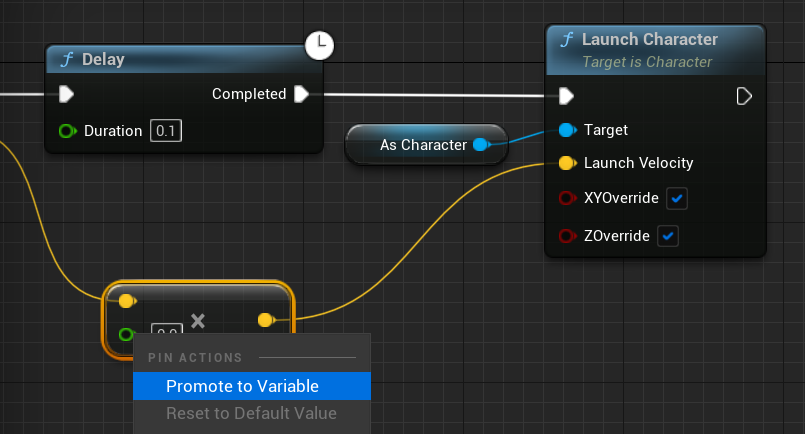 Delay
Launch Character
Target is Character
Completed
Duration 0.1
As Character
Target
Launch Velocity
XYOverride
ZOverride
×
PIN ACTIONS
Promote to Variable
Reset to Default Value